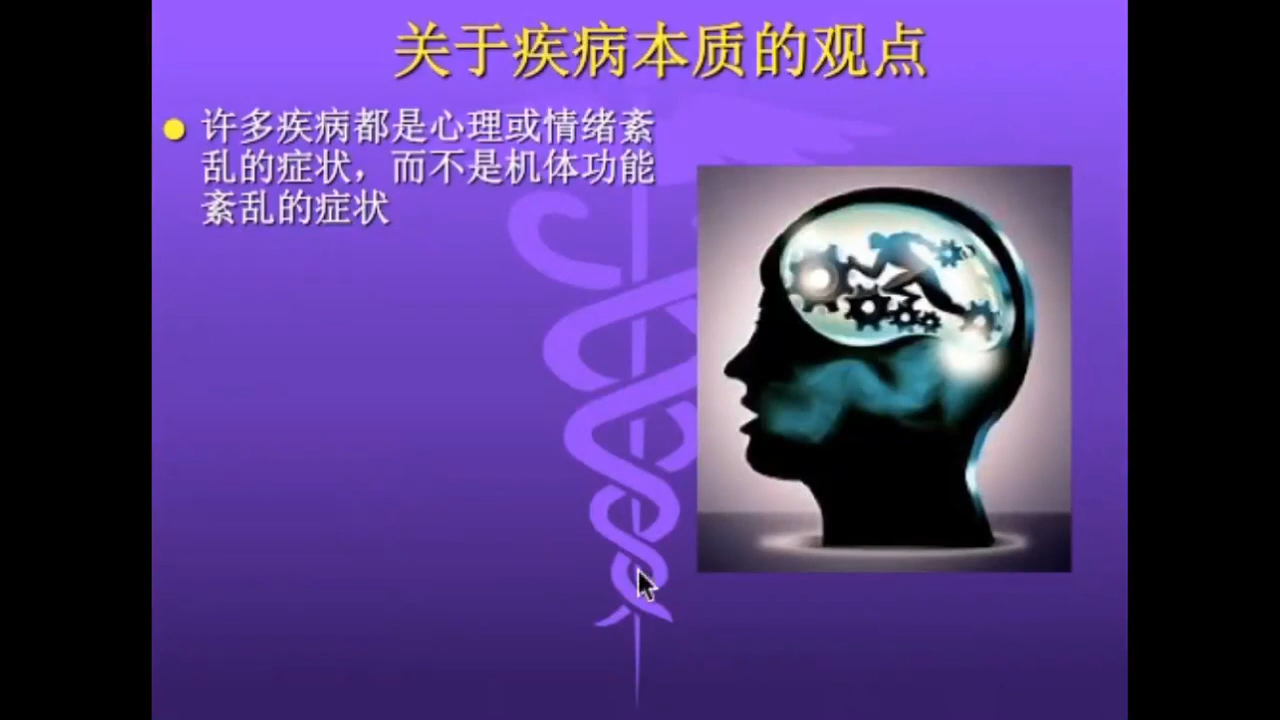 关于疾病本质的观点
许多疾病都是心理或情绪紊
乱的症状，而不是机体功能
紊乱的症状